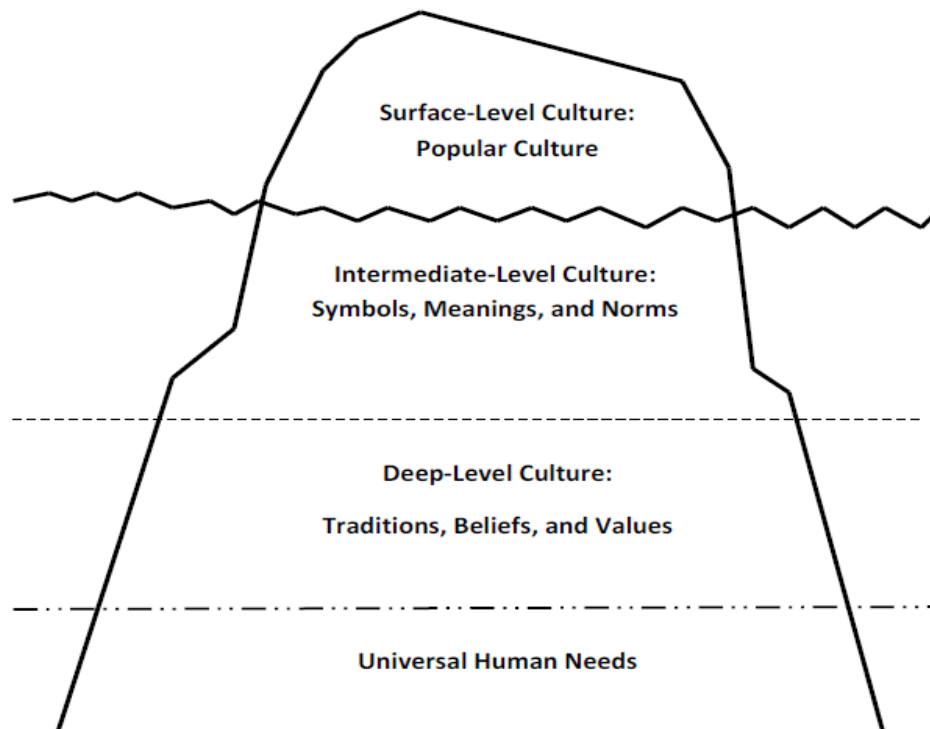 Surface-Level Culture:
Popular Culture
Intermediate-Level Culture:
Symbols, Meanings, and Norms
Deep-Level Culture:
Traditions, Beliefs, and Values
Universal Human Needs